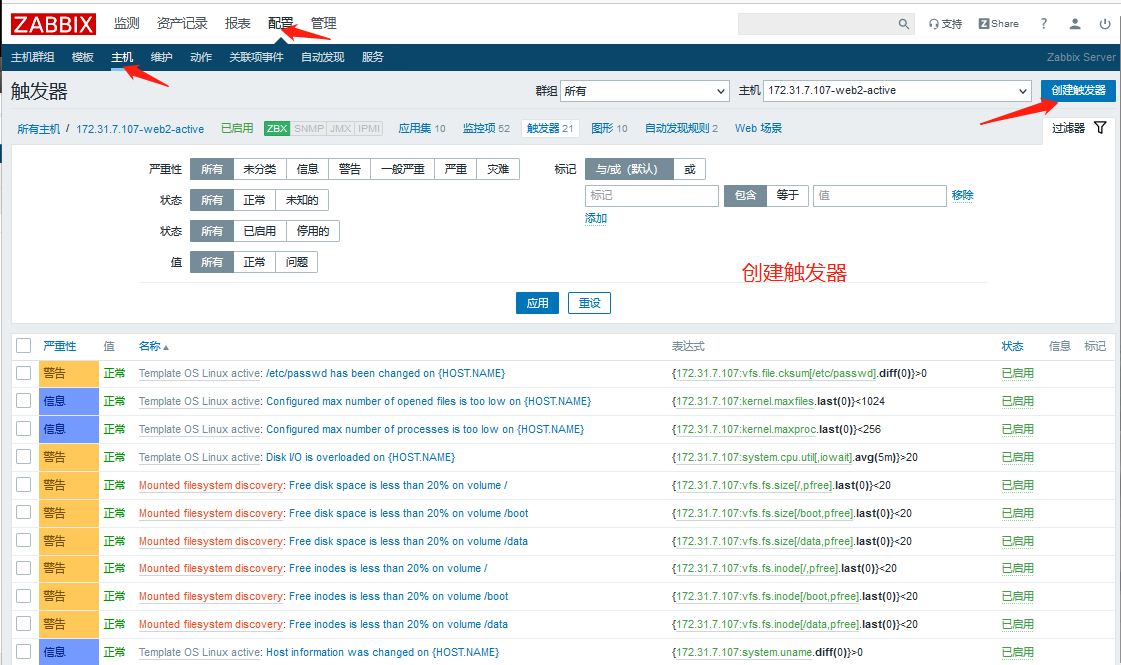 ZABBIX 监测 资产记录 报表 配置 管理 支持 Share ?
主机群组 模板 主机 维护 动作 关联项事件 自动发现 服务 Zabbix Server
触发器 群组 所有 主机 172.31.7.107-web2-active 创建触发器
所有主机 / 172.31.7.107-web2-active 已启用 ZBX SNMP JMX IPMI 应用集 10 监控项 52 触发器 21 图形 10 自动发现规则 2 Web 场景 过滤器
严重性 所有 未分类 信息 警告 一般严重 严重 灾难 标记 与/或（默认） 或
状态 所有 正常 未知的 标记 包含 等于 值 移除
添加
状态 所有 已启用 停用的
值 所有 正常 问题
创建触发器
应用 重设
严重性 值 名称 表达式 状态 信息 标记
警告 正常 Template OS Linux active: /etc/passwd has been changed on {HOST.NAME} {172.31.7.107:vfs.file.cksum[/etc/passwd].diff(0)}>0 已启用
信息 正常 Template OS Linux active: Configured max number of opened files is too low on {HOST.NAME} {172.31.7.107:kernel.maxfiles.last(0)}<1024 已启用
信息 正常 Template OS Linux active: Configured max number of processes is too low on {HOST.NAME} {172.31.7.107:kernel.maxproc.last(0)}<256 已启用
警告 正常 Template OS Linux active: Disk I/O is overloaded on {HOST.NAME} {172.31.7.107:system.cpu.util[,iowait].avg(5m)}>20 已启用
警告 正常 Mounted filesystem discovery: Free disk space is less than 20% on volume / {172.31.7.107:vfs.fs.size[/,pfree].last(0)}<20 已启用
警告 正常 Mounted filesystem discovery: Free disk space is less than 20% on volume /boot {172.31.7.107:vfs.fs.size[/boot,pfree].last(0)}<20 已启用
警告 正常 Mounted filesystem discovery: Free disk space is less than 20% on volume /data {172.31.7.107:vfs.fs.size[/data,pfree].last(0)}<20 已启用
警告 正常 Mounted filesystem discovery: Free inodes is less than 20% on volume / {172.31.7.107:vfs.fs.inode[/,pfree].last(0)}<20 已启用
警告 正常 Mounted filesystem discovery: Free inodes is less than 20% on volume /boot {172.31.7.107:vfs.fs.inode[/boot,pfree].last(0)}<20 已启用
警告 正常 Mounted filesystem discovery: Free inodes is less than 20% on volume /data {172.31.7.107:vfs.fs.inode[/data,pfree].last(0)}<20 已启用
信息 正常 Template OS Linux active: Host information was changed on {HOST.NAME} {172.31.7.107:system.uname.diff(0)}>0 已启用